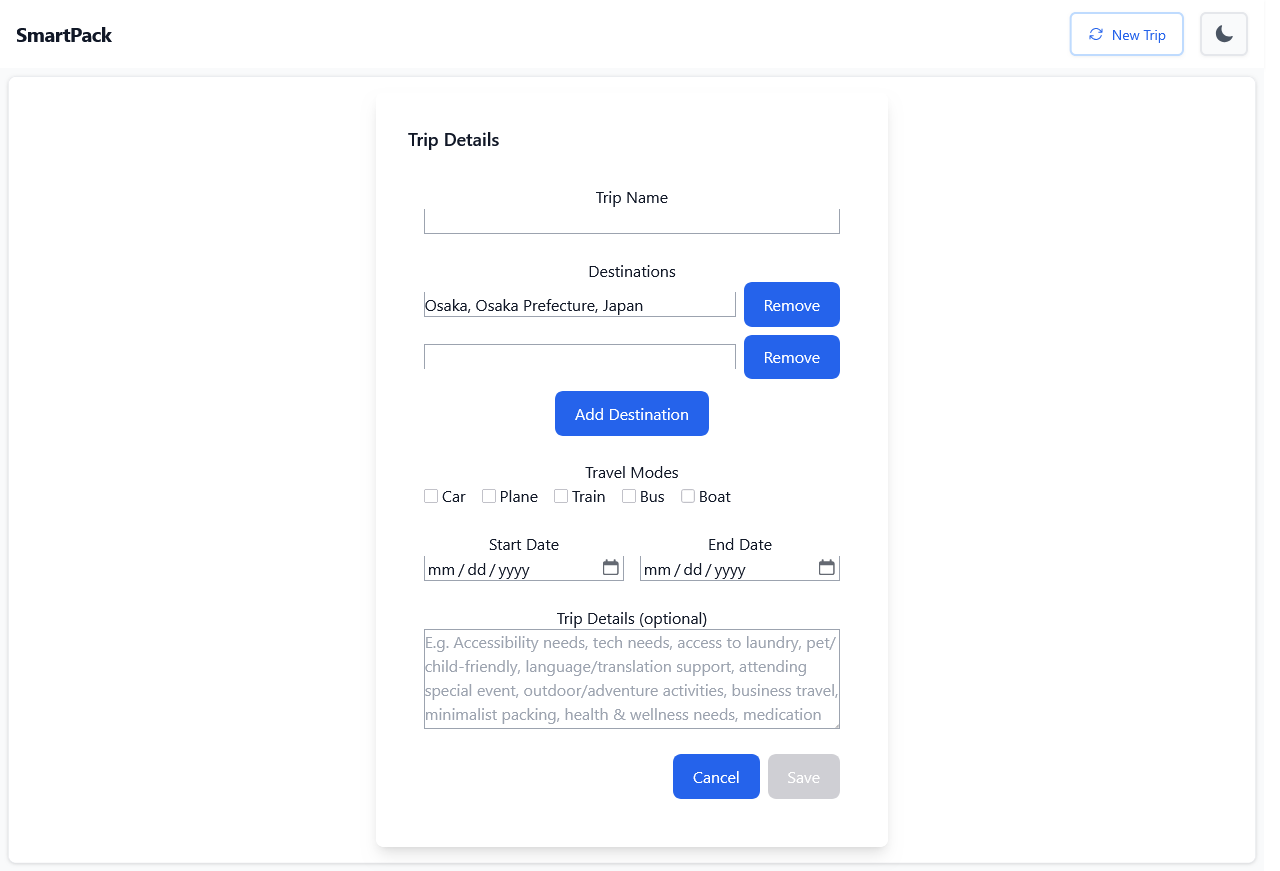 SmartPack
New Trip
Trip Details
Trip Name
Destinations
Osaka, Osaka Prefecture, Japan
Remove
Remove
Add Destination
Travel Modes
Car Plane Train Bus Boat
Start Date End Date
mm / dd / yyyy mm / dd / yyyy
Trip Details (optional)
E.g. Accessibility needs, tech needs, access to laundry, pet/
child-friendly, language/translation support, attending
special event, outdoor/adventure activities, business travel,
minimalist packing, health & wellness needs, medication
Cancel Save